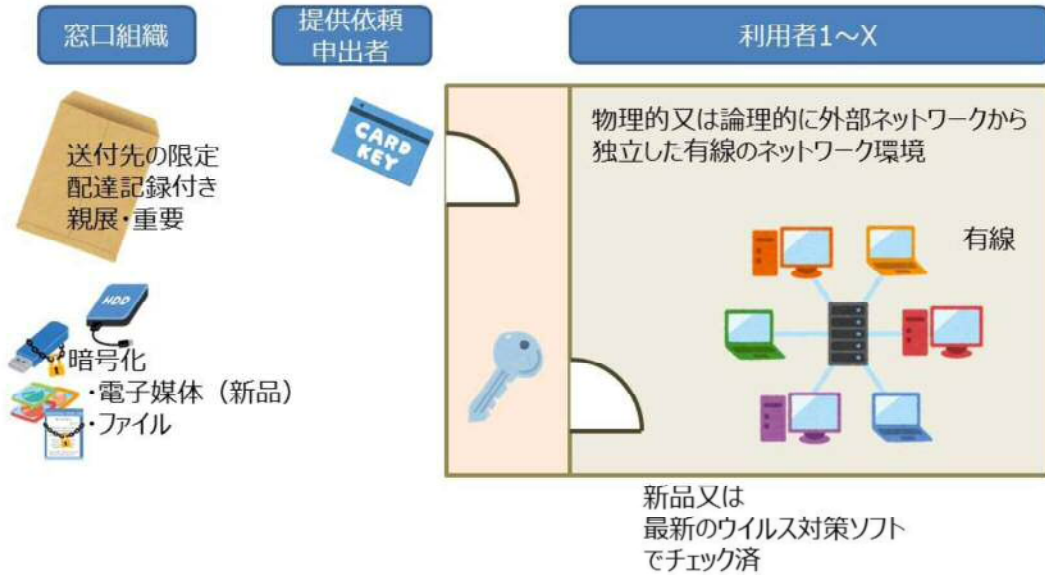 窓口組織
提供依頼
申出者
利用者1～X
送付先の限定
配達記録付き
親展・重要
CARD
KEY
物理的又は論理的に外部ネットワークから
独立した有線のネットワーク環境
有線
HDD
暗号化
・電子媒体（新品）
・ファイル
新品又は
最新のウイルス対策ソフト
でチェック済